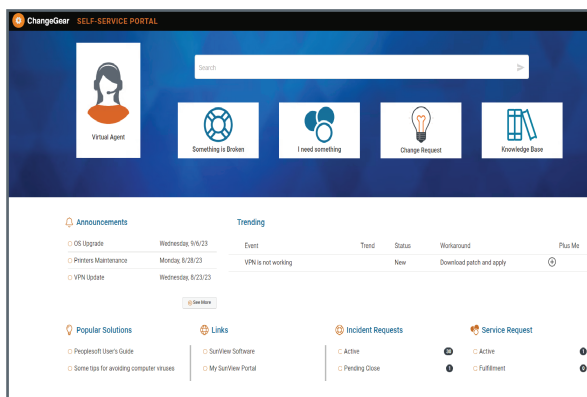 ChangeGear SELF-SERVICE PORTAL
Search
Virtual Agent
Something Is Broken
I need something
Change Request
Knowledge Base
Announcements
OS Upgrade Wednesday, 9/6/23
Printers Maintenance Monday, 8/28/23
VPN Update Wednesday, 8/23/23
See More
Trending
Event Trend Status Workaround Plus Me
VPN is not working New Download patch and apply
Popular Solutions
Peoplesoft User's Guide
Some tips for avoiding computer viruses
Links
SunView Software
My SunView Portal
Incident Requests
Active
Pending Close 1
Service Request
Active 1
Fulfillment 0